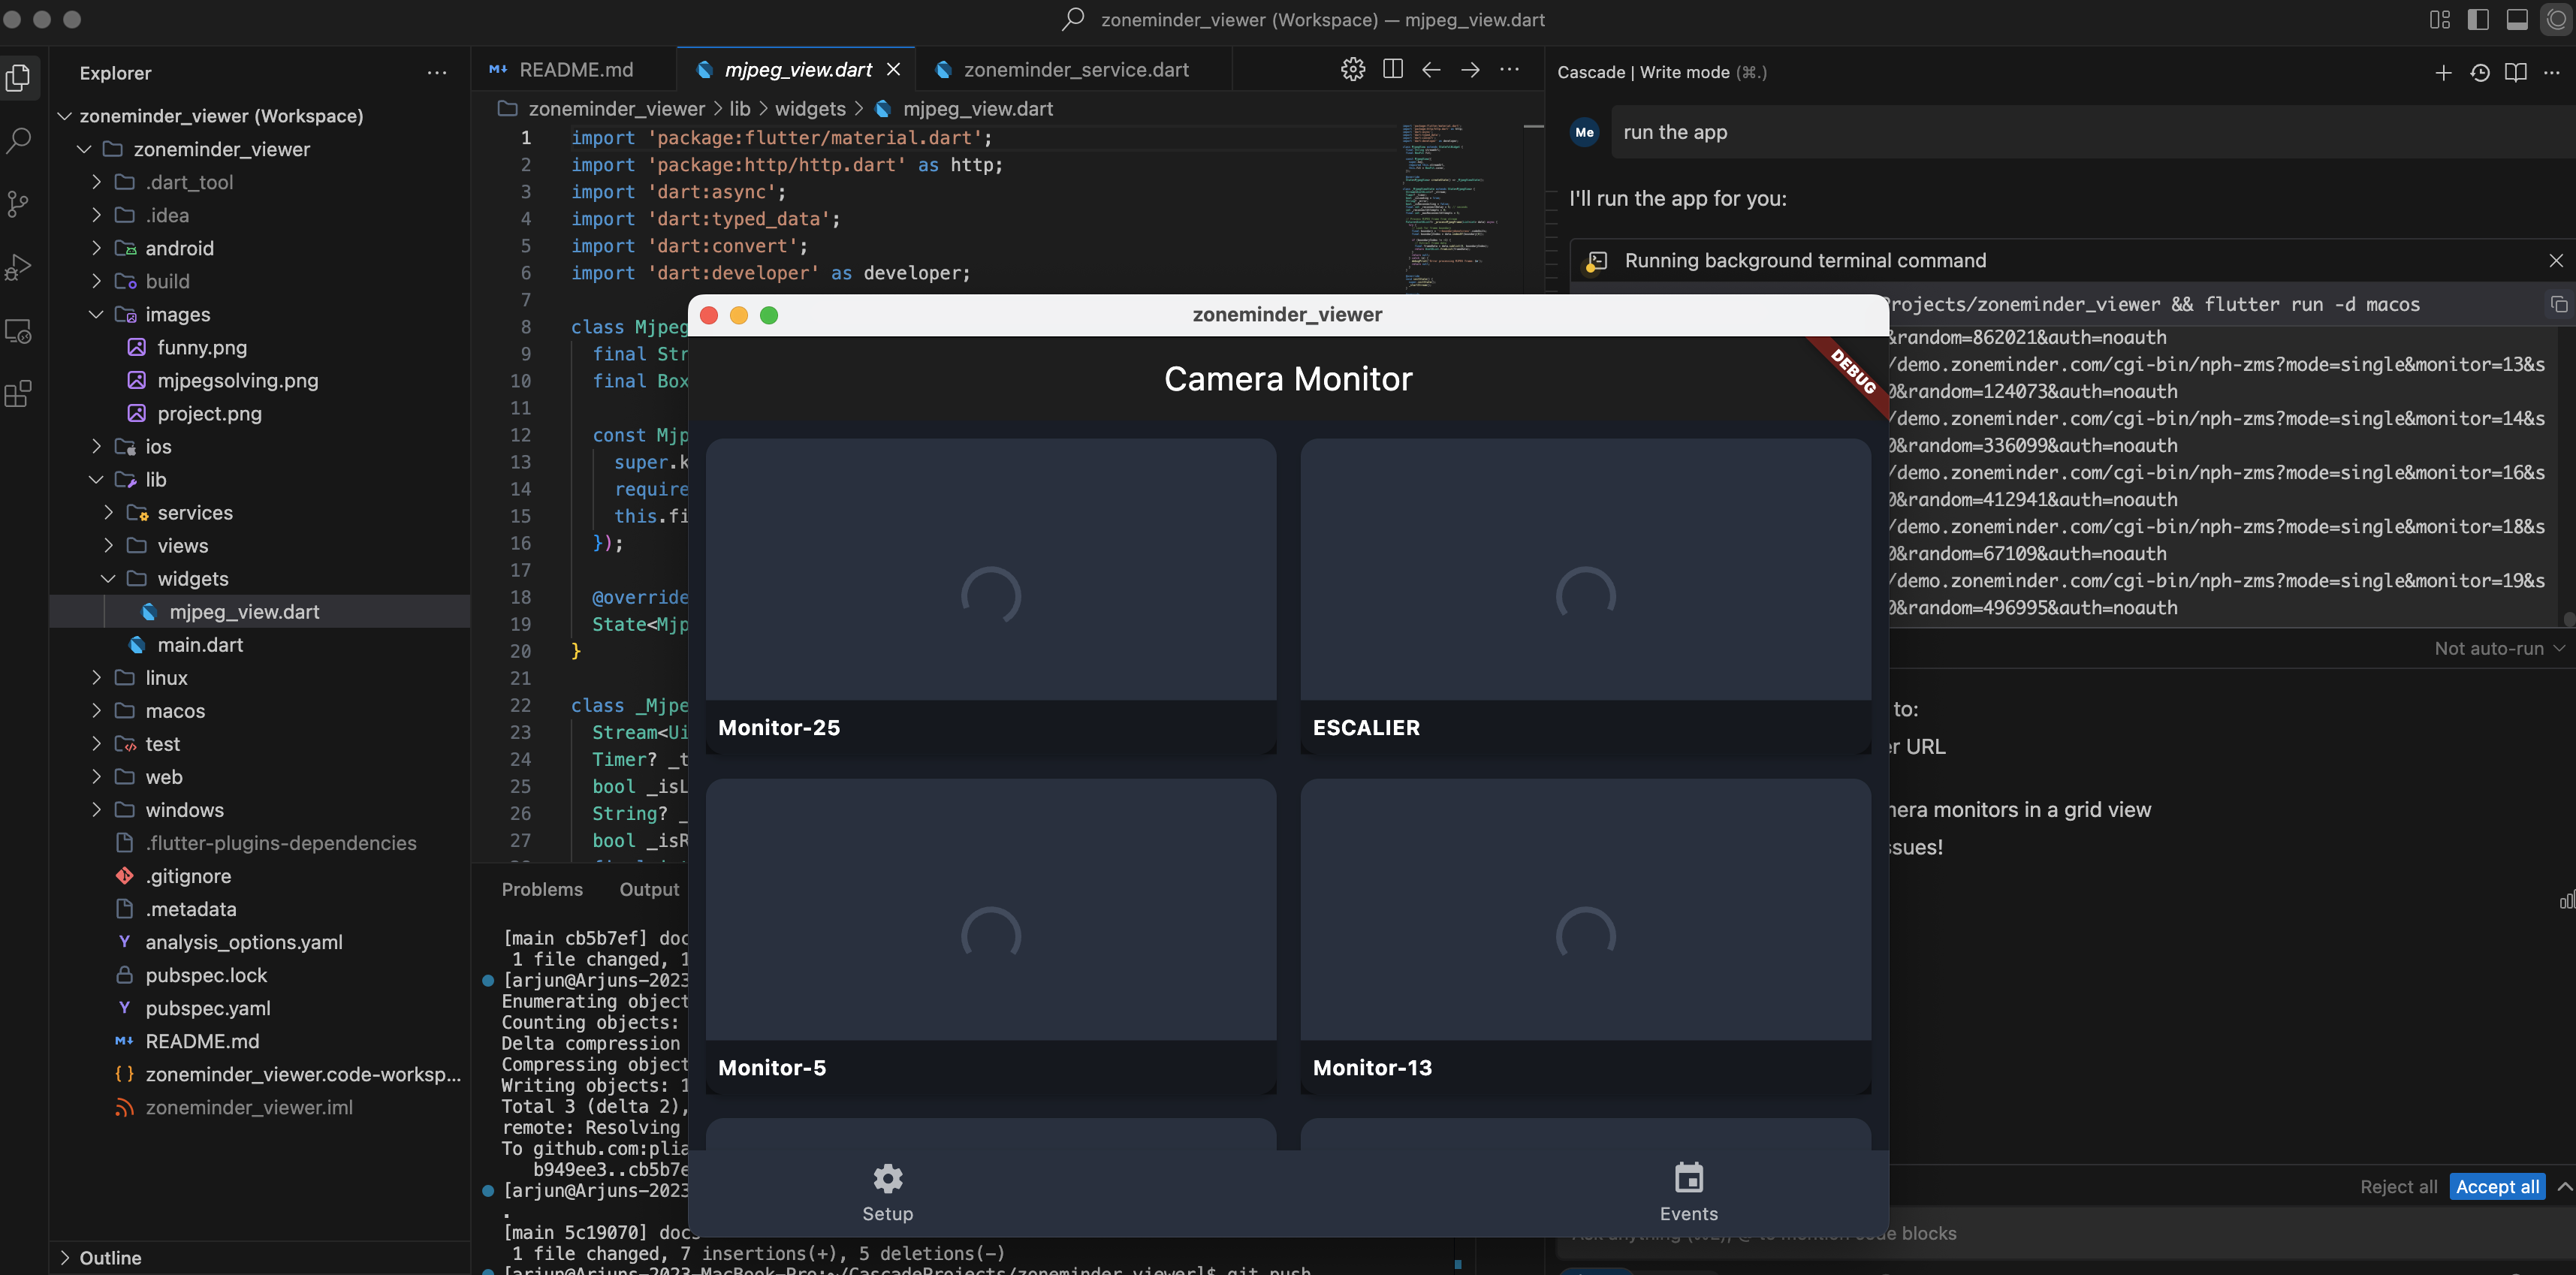 zoneminder_viewer (Workspace) — mjpeg_view.dart
Explorer
zoneminder_viewer (Workspace)
zoneminder_viewer
.dart_tool
.idea
android
build
images
funny.png
mjpegsolving.png
project.png
ios
lib
services
views
widgets
mjpeg_view.dart
main.dart
linux
macos
test
web
windows
.flutter-plugins-dependencies
.gitignore
.metadata
analysis_options.yaml
pubspec.lock
pubspec.yaml
README.md
zoneminder_viewer.code-worksp...
zoneminder_viewer.iml
Outline
README.md
mjpeg_view.dart
zoneminder_service.dart
zoneminder_viewer > lib > widgets > mjpeg_view.dart
1 import 'package:flutter/material.dart';
2 import 'package:http/http.dart' as http;
3 import 'dart:async';
4 import 'dart:typed_data';
5 import 'dart:convert';
6 import 'dart:developer' as developer;
7
8 class Mjpeg
9 final Str
10 final Box
11
12 const Mjp
13 super.k
14 require
15 this.fi
16 });
17
18 @override
19 State<Mjp
20 }
21
22 class _Mjpe
23 Stream<Ui
24 Timer? _t
25 bool _isL
26 String? _
27 bool _isR
Problems Output
[main cb5b7ef] doc
1 file changed, 1
[arjun@Arjuns-2023
Enumerating object
Counting objects:
Delta compression
Compressing object
Writing objects: 1
Total 3 (delta 2),
remote: Resolving
To github.com:plia
b949ee3..cb5b7e
[arjun@Arjuns-2023
.
[main 5c19070] docs
1 file changed, 7 insertions(+), 5 deletions(-)
[arjun@Arjuns-2023-MacBook-Pro:~/CascadeProjects/zoneminder_viewer]$ git push
zoneminder_viewer
Camera Monitor
DEBUG
Monitor-25
ESCALIER
Monitor-5
Monitor-13
Setup
Events
Cascade | Write mode (⌘.)
Me
run the app
I'll run the app for you:
Running background terminal command
rojects/zoneminder_viewer && flutter run -d macos
&random=862021&auth=noauth
/demo.zoneminder.com/cgi-bin/nph-zms?mode=single&monitor=13&s
0&random=124073&auth=noauth
/demo.zoneminder.com/cgi-bin/nph-zms?mode=single&monitor=14&s
0&random=336099&auth=noauth
/demo.zoneminder.com/cgi-bin/nph-zms?mode=single&monitor=16&s
0&random=412941&auth=noauth
/demo.zoneminder.com/cgi-bin/nph-zms?mode=single&monitor=18&s
0&random=67109&auth=noauth
/demo.zoneminder.com/cgi-bin/nph-zms?mode=single&monitor=19&s
0&random=496995&auth=noauth
Not auto-run
to:
er URL
nera monitors in a grid view
ssues!
Reject all
Accept all
code blocks